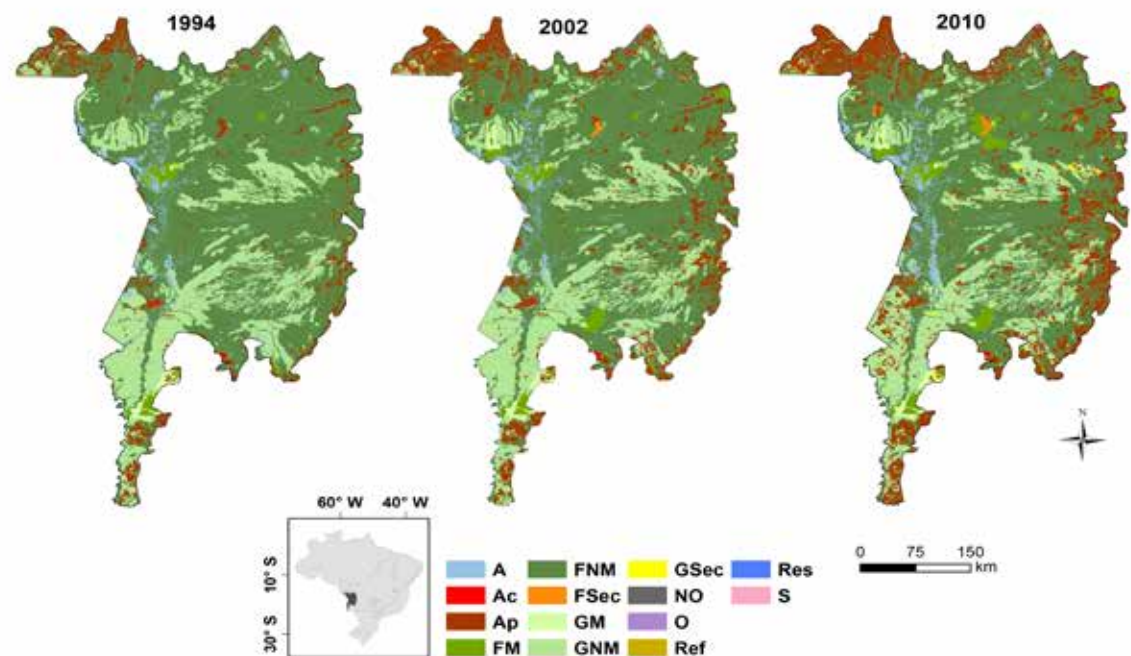 1994
2002
2010
N
60° W 40° W
10° S
30° S
A FNM GSec Res
Ac FSec NO S
Ap GM O
FM GNM Ref
0 75 150
km